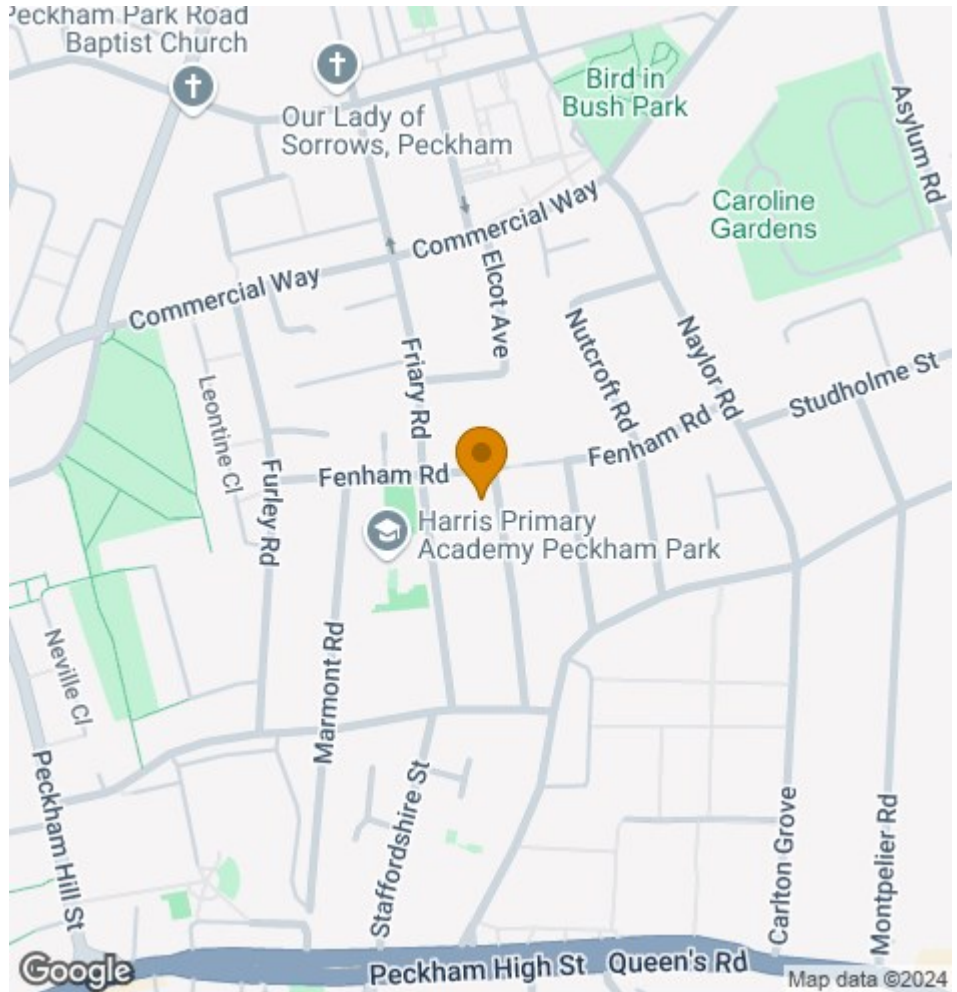 Peckham Park Road
Baptist Church
Our Lady of
Sorrows, Peckham
Bird in
Bush Park
Asylum Rd
Caroline
Gardens
Commercial Way
Commercial Way
Elcot Ave
Nutcroft Rd
Naylor Rd
Studholme St
Leontine Cl
Friary Rd
Furley Rd
Fenham Rd
Fenham Rd
Harris Primary
Academy Peckham Park
Neville Cl
Marmont Rd
Peckham Hill St
Staffordshire St
Carlton Grove
Montpelier Rd
Peckham High St
Queen's Rd
Google
Map data ©2024